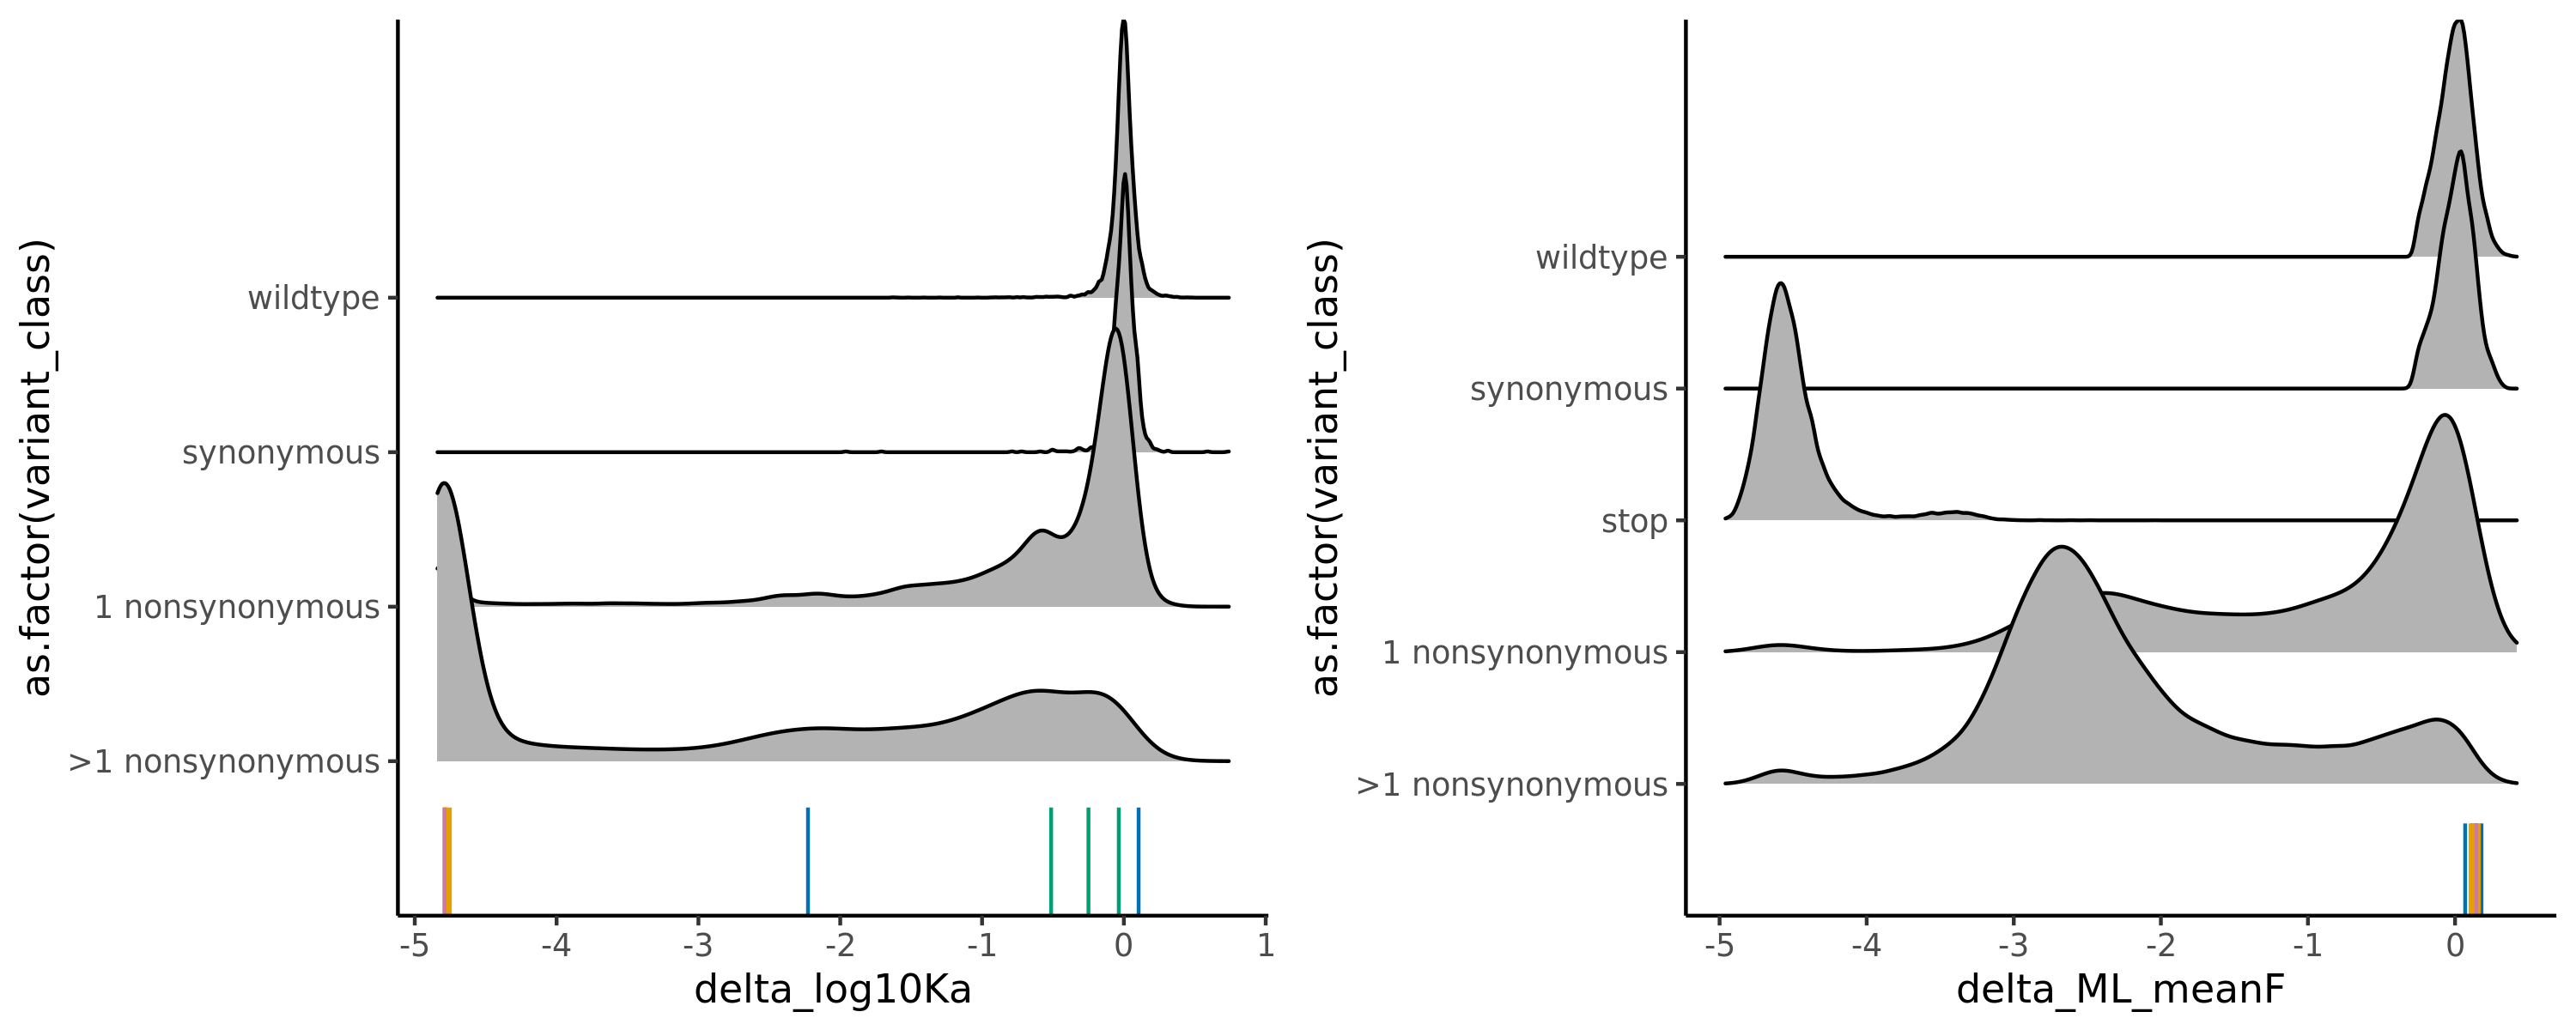 as.factor(variant_class)
wildtype
synonymous
1 nonsynonymous
>1 nonsynonymous
-5 -4 -3 -2 -1 0 1
delta_log10Ka
as.factor(variant_class)
wildtype
synonymous
stop
1 nonsynonymous
>1 nonsynonymous
-5 -4 -3 -2 -1 0
delta_ML_meanF